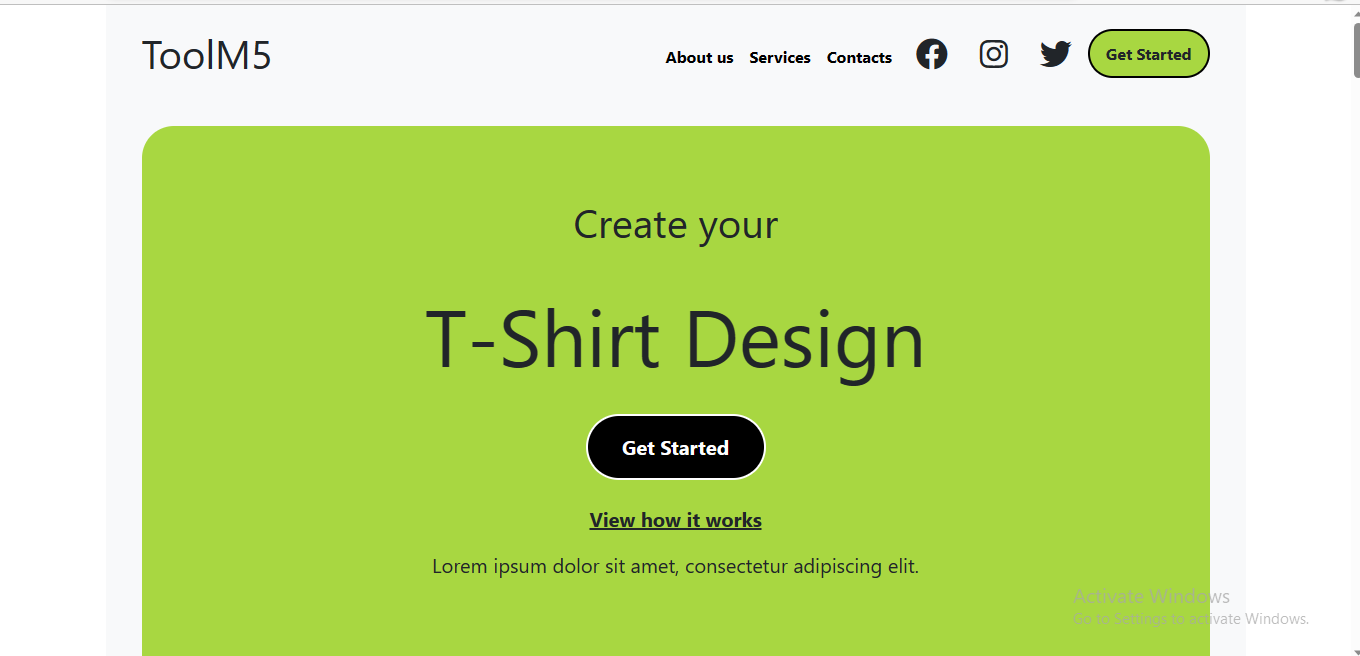 ToolM5
About us Services Contacts Get Started
Create your
T-Shirt Design
Get Started
View how it works
Lorem ipsum dolor sit amet, consectetur adipiscing elit.
Activate Windows
Go to Settings to activate Windows.